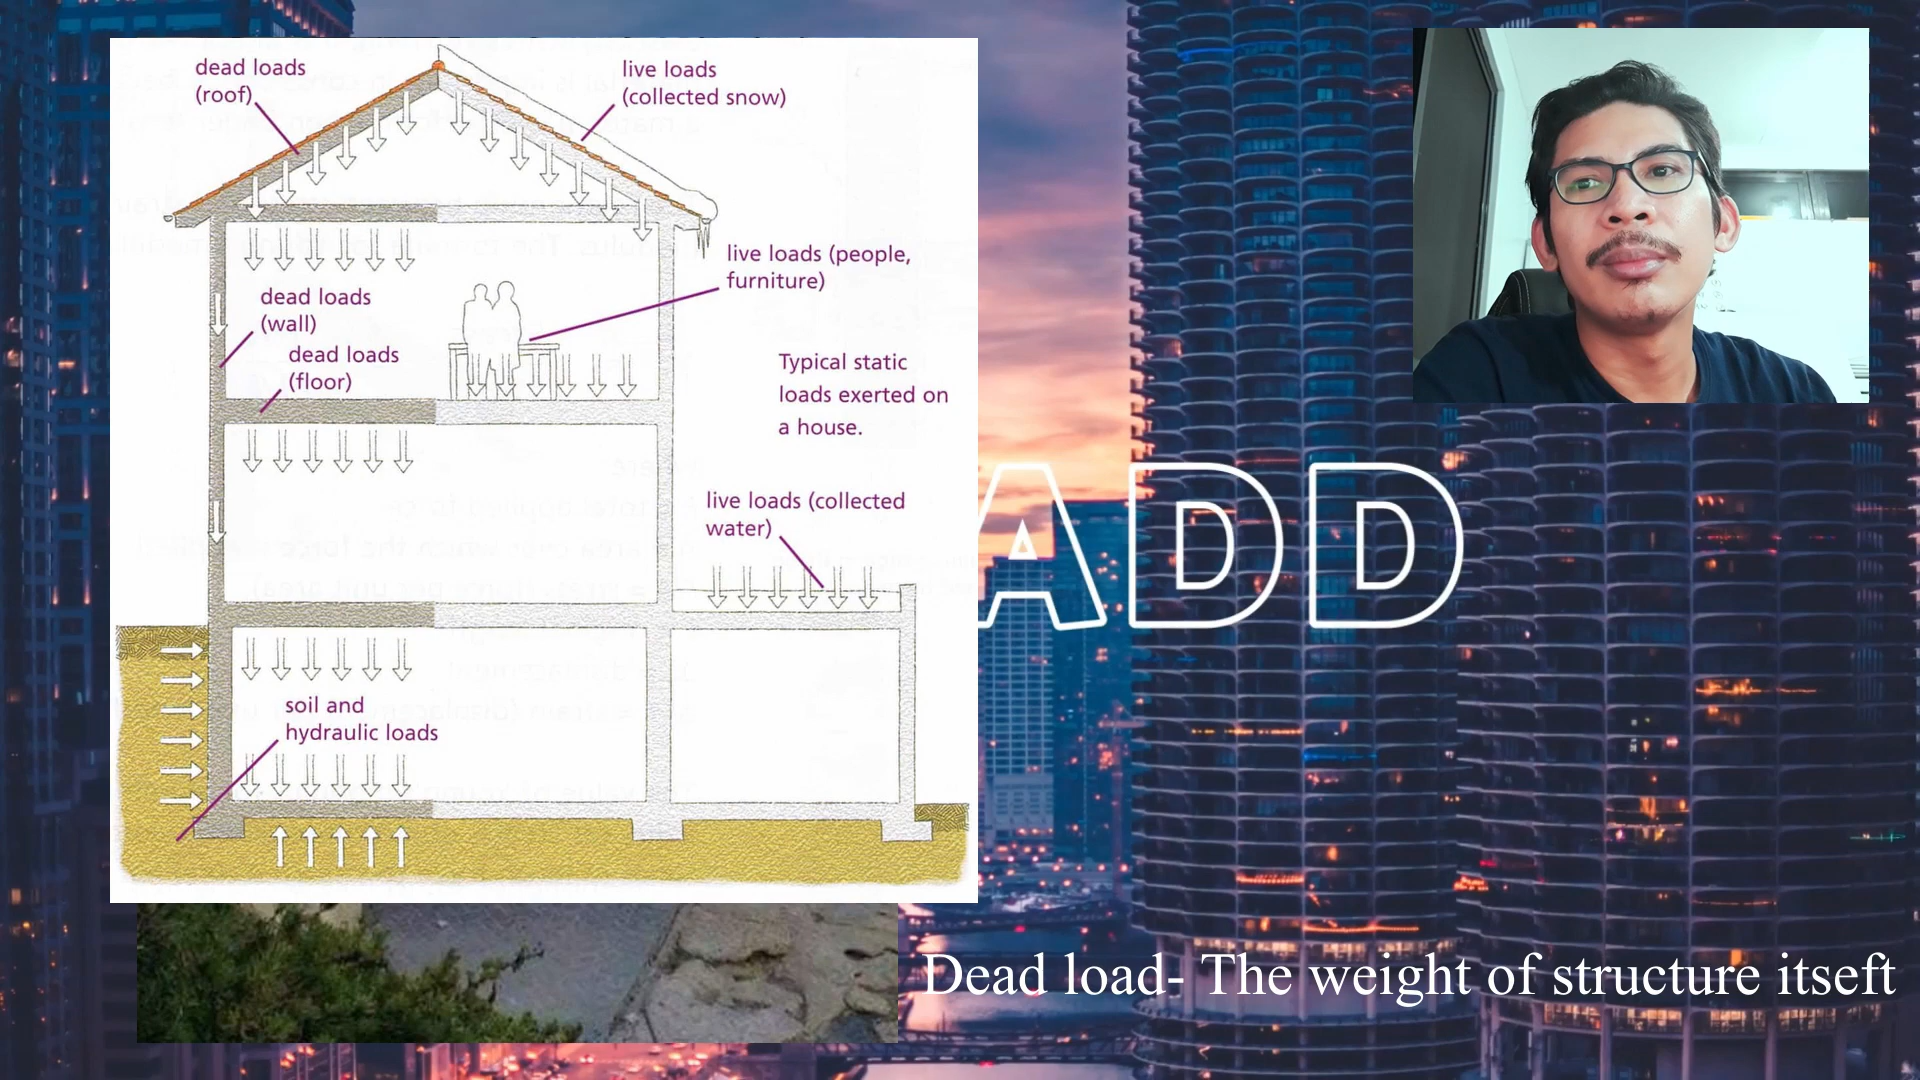 dead loads
(roof)
live loads
(collected snow)
live loads (people,
furniture)
dead loads
(wall)
dead loads
(floor)
Typical static
loads exerted on
a house.
live loads (collected
water)
ADD
soil and
hydraulic loads
Dead load- The weight of structure itseft